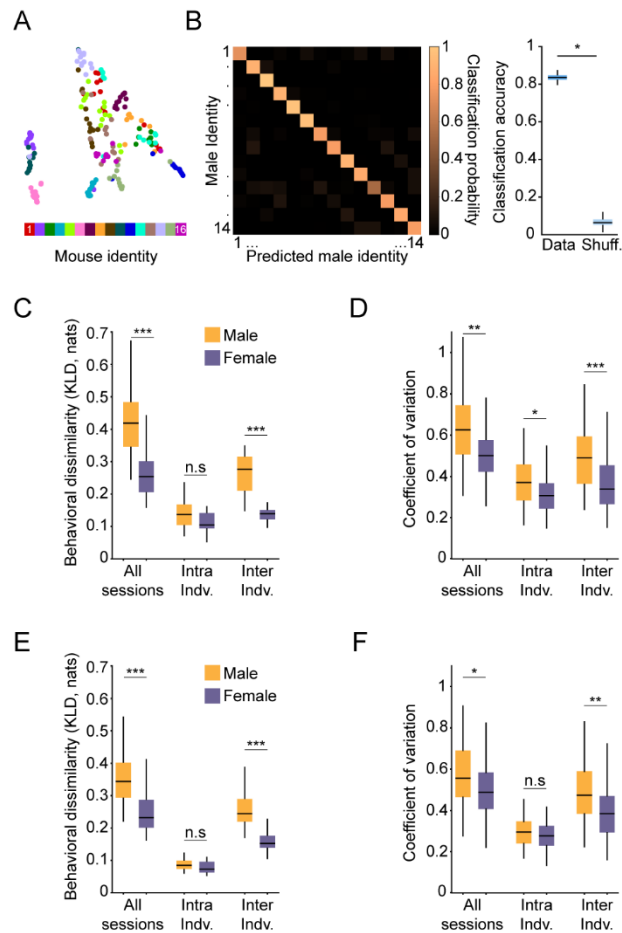 A
1 16
Mouse identity
B
Male Identity
1
.
.
.
.
14
1 ... ...14
Predicted male identity
1
0.8
0.6
0.4
0.2
0
Classification probability
Classification accuracy
1
0.8
0.6
0.4
0.2
0
*
Data Shuff.
C
Behavioral dissimilarity (KLD, nats)
0.7
0.6
0.5
0.4
0.3
0.2
0.1
0
***
n.s
***
Male
Female
All sessions
Intra Indv.
Inter Indv.
D
Coefficient of variation
1
0.8
0.6
0.4
0.2
0
**
*
***
All sessions
Intra Indv.
Inter Indv.
E
Behavioral dissimilarity (KLD, nats)
0.7
0.6
0.5
0.4
0.3
0.2
0.1
0
***
n.s
***
Male
Female
All sessions
Intra Indv.
Inter Indv.
F
Coefficient of variation
1
0.8
0.6
0.4
0.2
0
*
n.s
**
All sessions
Intra Indv.
Inter Indv.